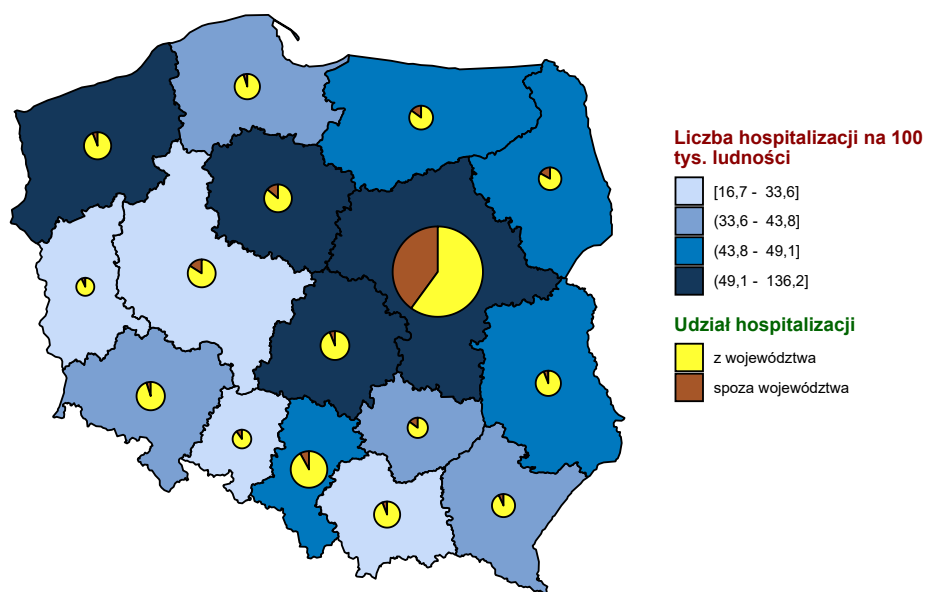 Liczba hospitalizacji na 100
tys. ludności
[16,7 - 33,6]
(33,6 - 43,8]
(43,8 - 49,1]
(49,1 - 136,2]
Udział hospitalizacji
z województwa
spoza województwa